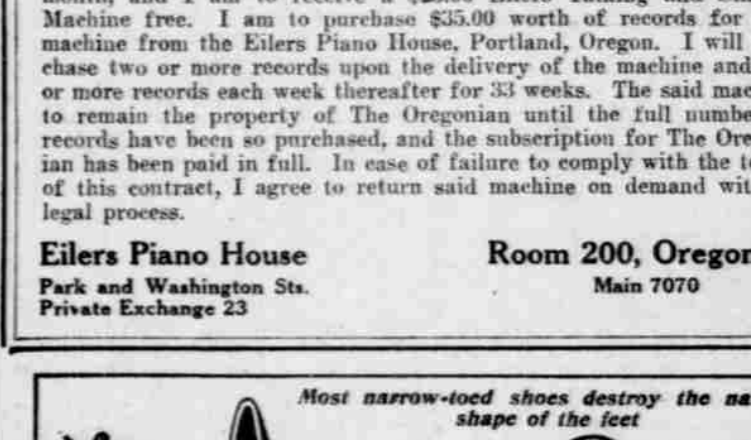 Machine free. I am to purchase $35.00 worth of records for
machine from the Eilers Piano House, Portland, Oregon. I will
chase two or more records upon the delivery of the machine and
or more records each week thereafter for 33 weeks. The said mac
to remain the property of The Oregonian until the full numbe
records have been so purchased, and the subscription for The Ore
ian has been paid in full. In case of failure to comply with the t
of this contract, I agree to return said machine on demand wit
legal process.
Eilers Piano House
Park and Washington Sts.
Private Exchange 23
Room 200, Oregon
Main 7070
Most narrow-toed shoes destroy the na
shape of the feet